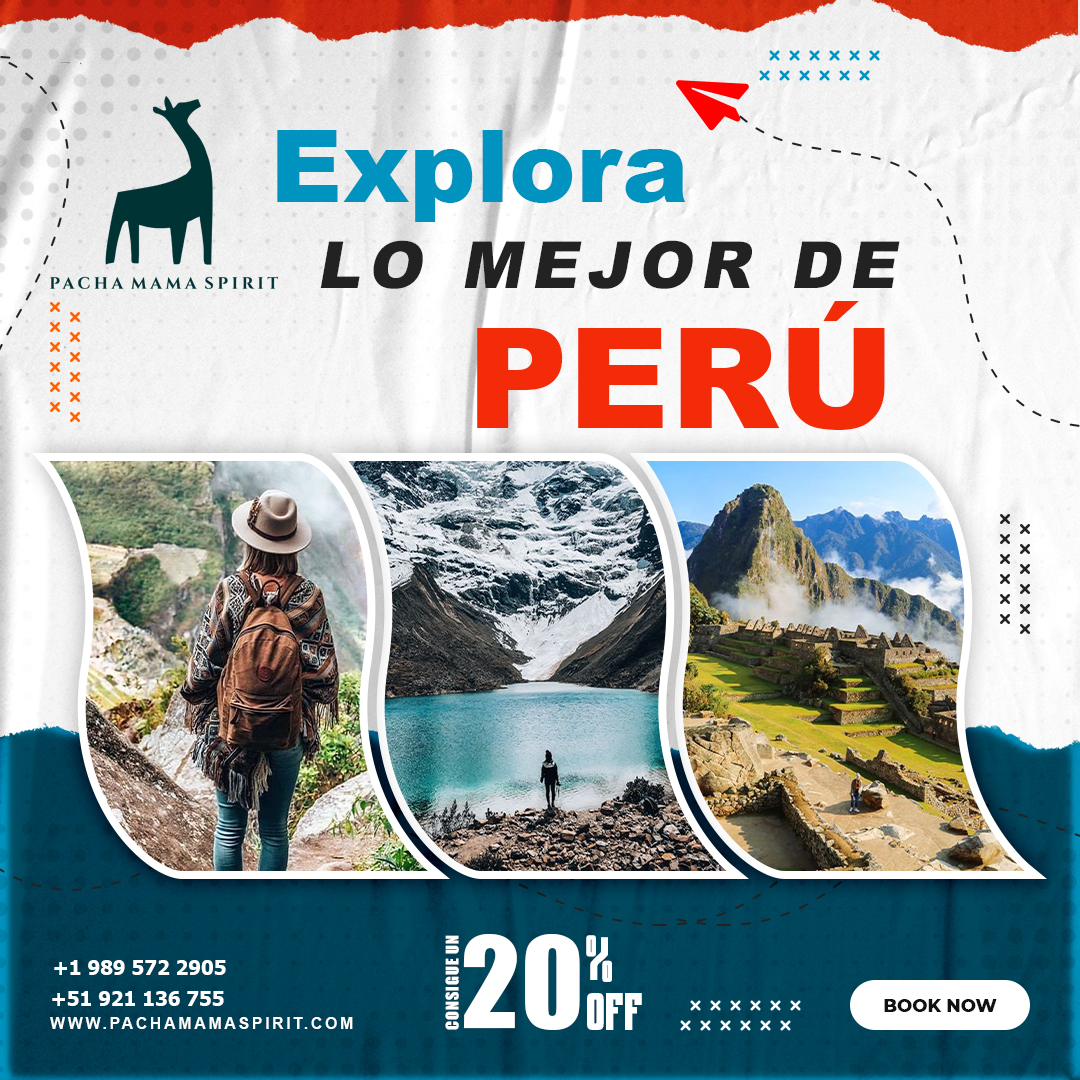 PACHA MAMA SPIRIT
Explora
LO MEJOR DE
PERÚ
+1 989 572 2905
+51 921 136 755
WWW.PACHAMAMASPIRIT.COM
CONSIGUE UN
20%
OFF
BOOK NOW